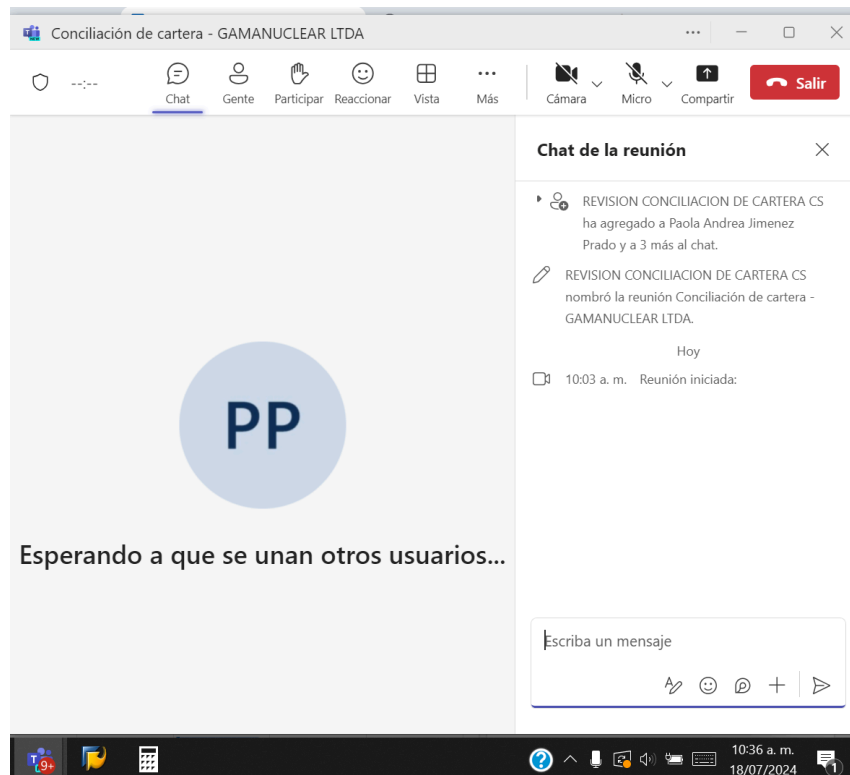 Conciliación de cartera - GAMANUCLEAR LTDA
--:--
Chat
Gente
Participar
Reaccionar
Vista
Más
Cámara
Micro
Compartir
Salir
Chat de la reunión
REVISION CONCILIACION DE CARTERA CS
ha agregado a Paola Andrea Jimenez
Prado y a 3 más al chat.
REVISION CONCILIACION DE CARTERA CS
nombró la reunión Conciliación de cartera -
GAMANUCLEAR LTDA.
Hoy
10:03 a. m. Reunión iniciada:
PP
Esperando a que se unan otros usuarios...
Escriba un mensaje
T
9+
10:36 a. m.
18/07/2024
1